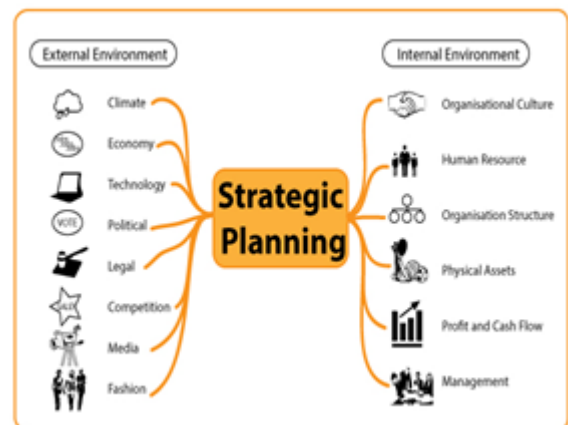 External Environment
Climate
Economy
Technology
VOTE
Political
Legal
Competition
Media
Fashion
Strategic
Planning
Internal Environment
Organisational Culture
Human Resource
Organisation Structure
Physical Assets
Profit and Cash Flow
Management